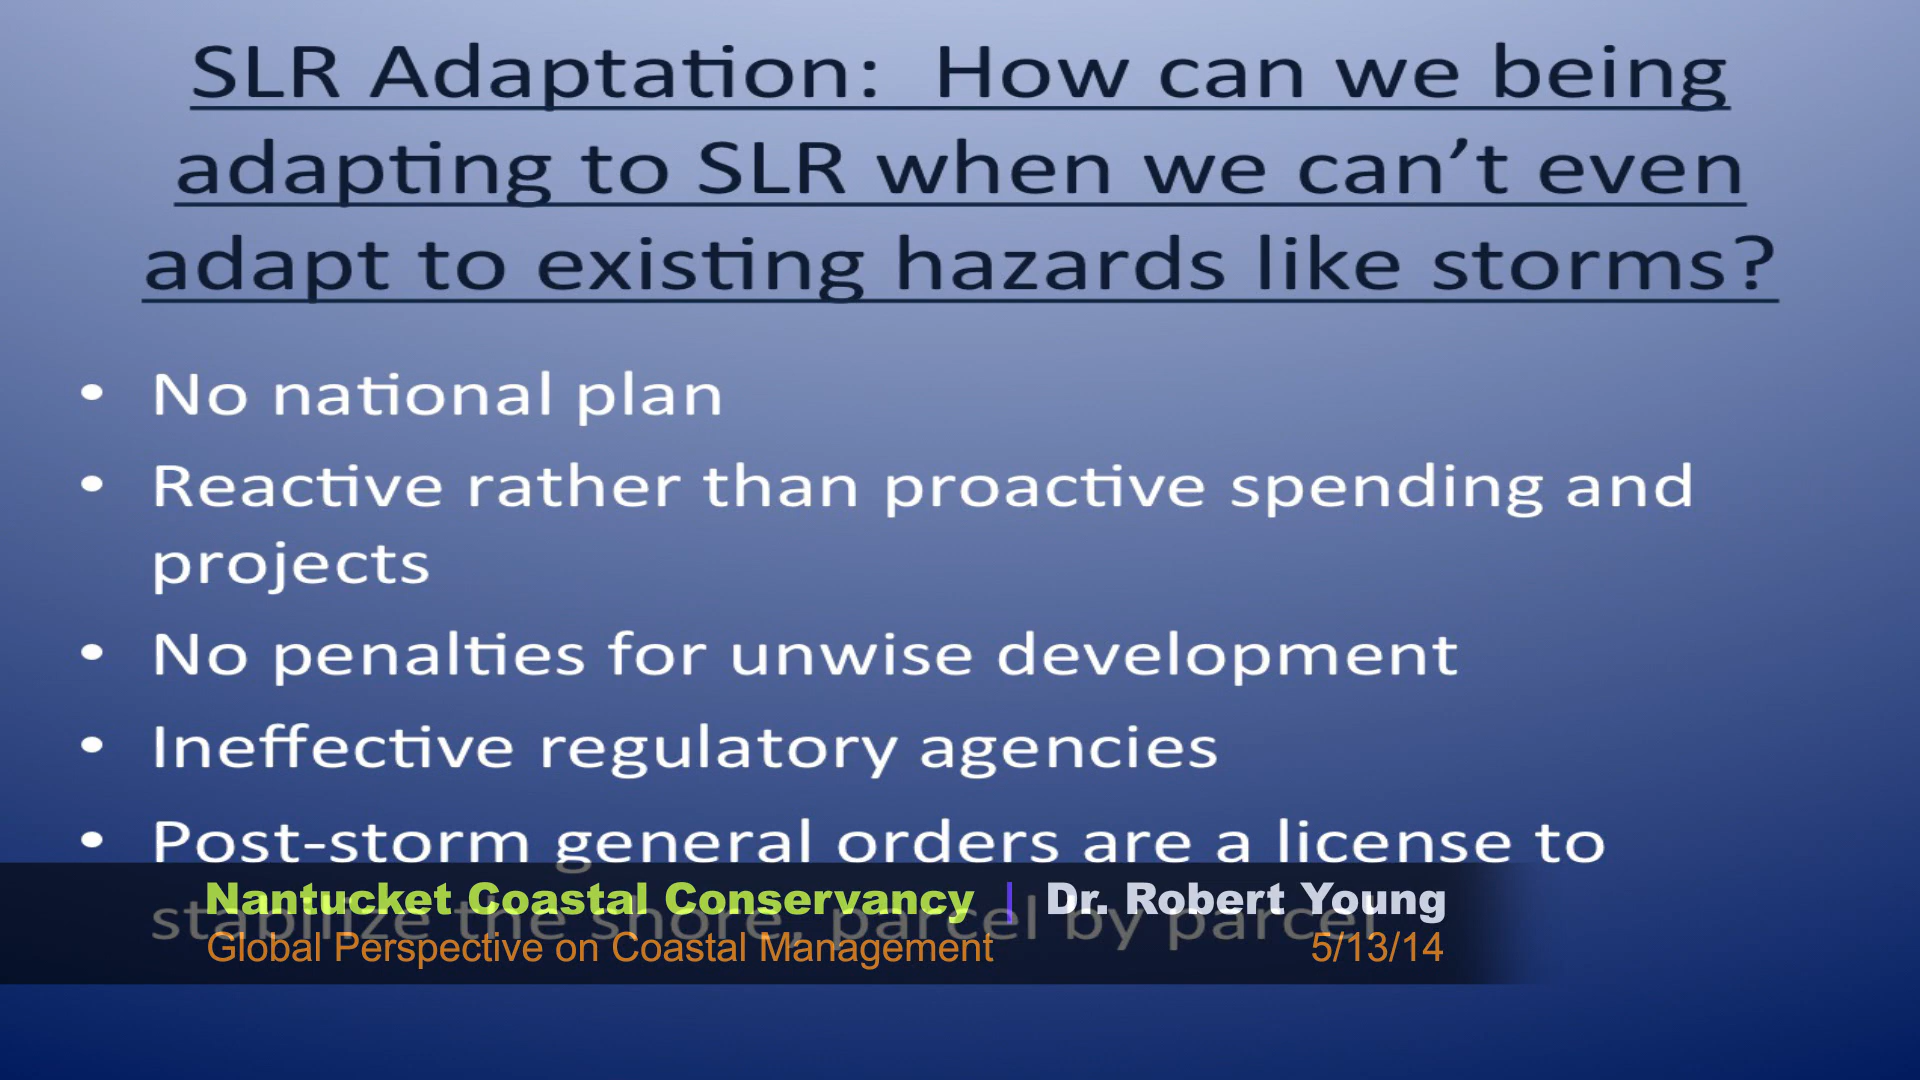 SLR Adaptation: How can we being
adapting to SLR when we can’t even
adapt to existing hazards like storms?
• No national plan
• Reactive rather than proactive spending and
projects
• No penalties for unwise development
• Ineffective regulatory agencies
• Post-storm general orders are a license to
stabilize the shore, parcel by parcel
Nantucket Coastal Conservancy | Dr. Robert Young
Global Perspective on Coastal Management 5/13/14